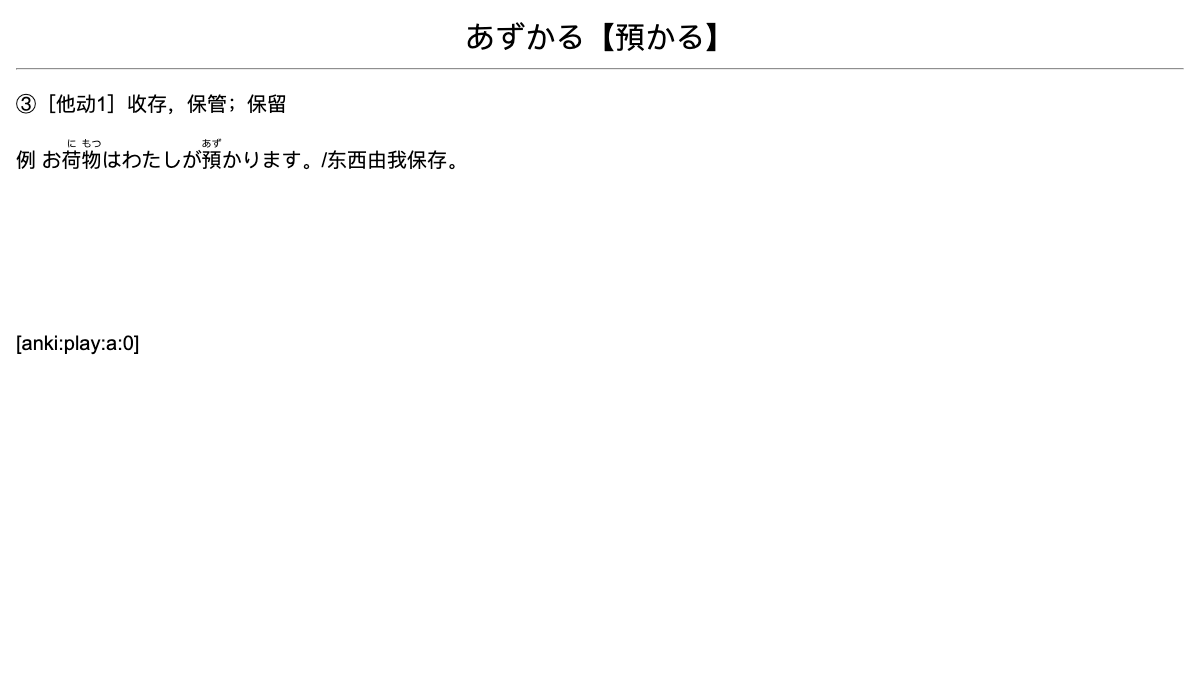 あずかる【預かる】
③［他动1］收存，保管；保留
例 お荷物はわたしが預かります。/东西由我保存。
に もつ あず
[anki:play:a:0]